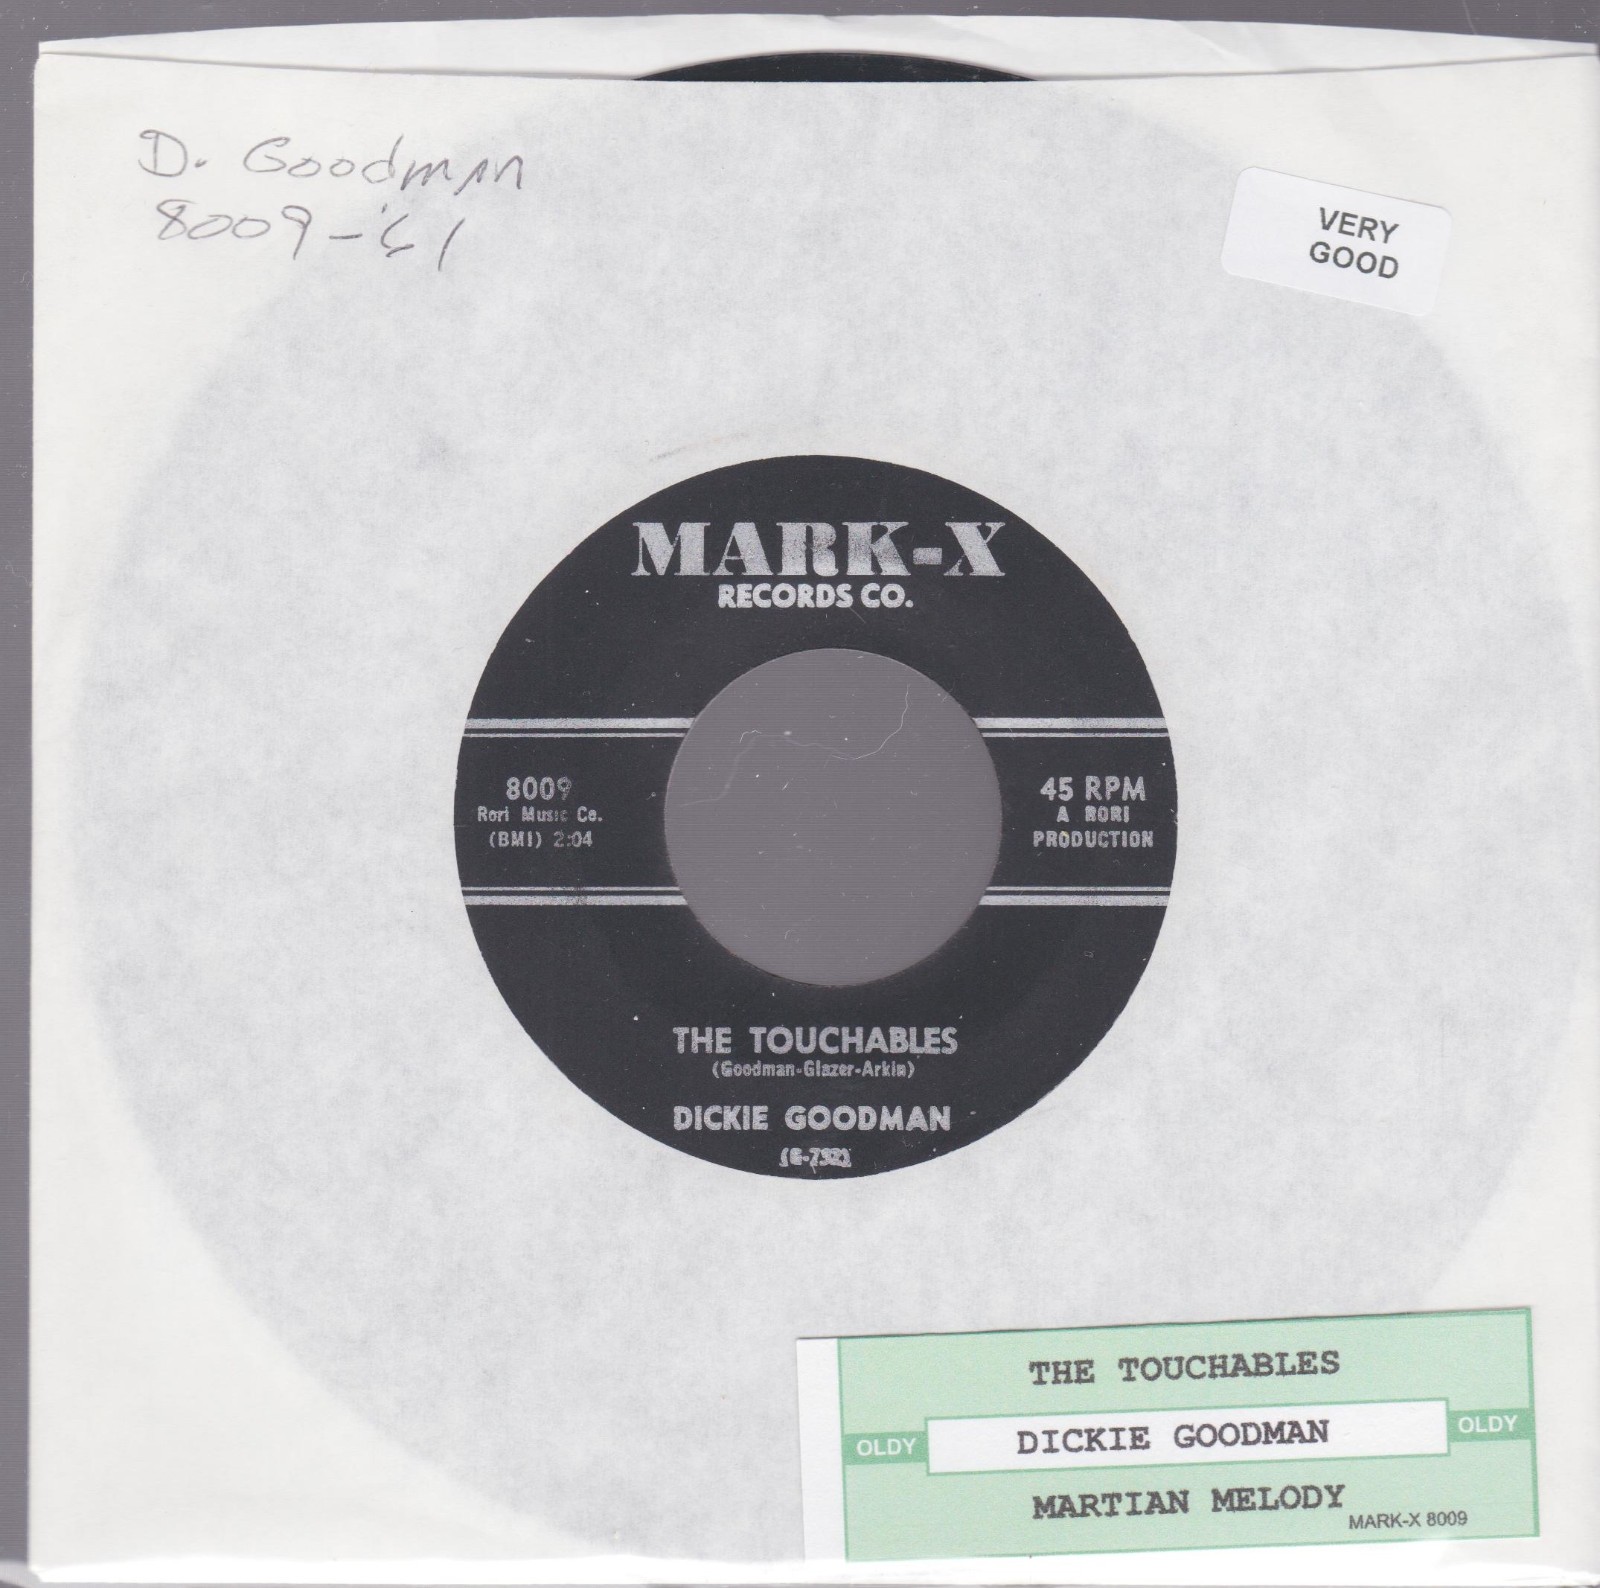 D. Goodman
8009-'61
VERY
GOOD
MARK-X
RECORDS CO.
8009
Rori Music Co.
(BMI) 2:04
45 RPM
A RORI
PRODUCTION
THE TOUCHABLES
(Goodman-Glazer-Arkin)
DICKIE GOODMAN
THE TOUCHABLES
OLDY DICKIE GOODMAN OLDY
MARTIAN MELODY
MARK-X 8009